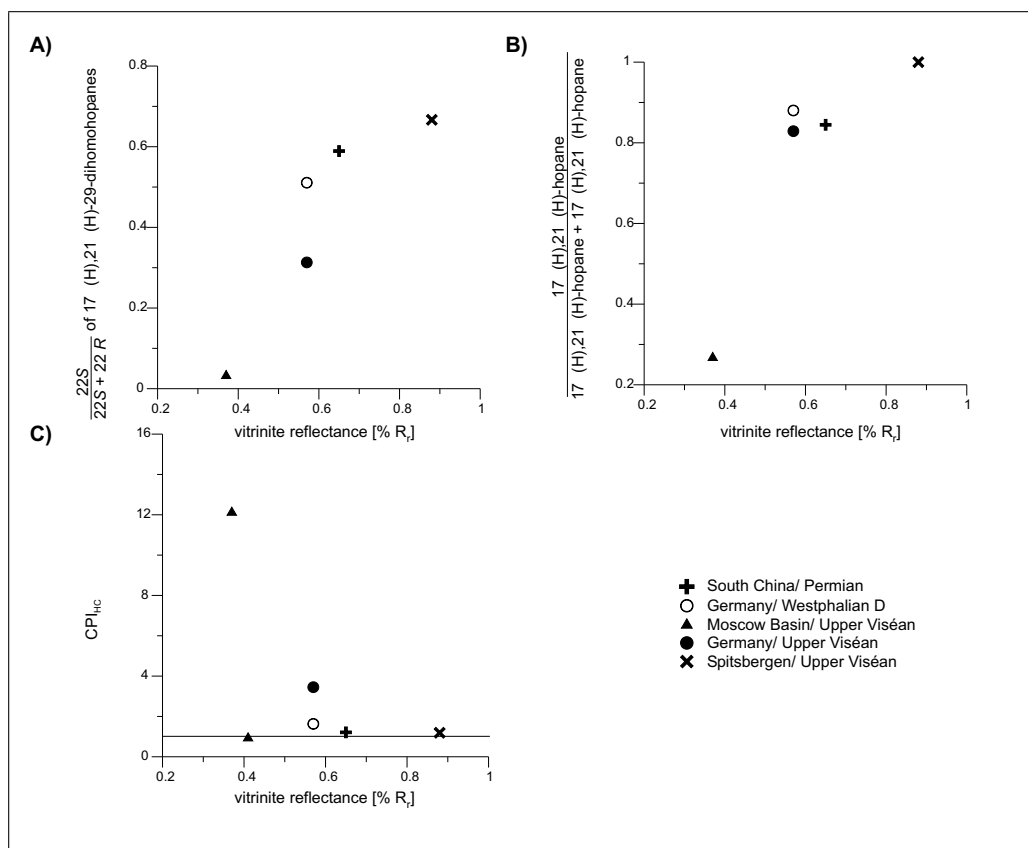 A)
0.8
0.6
0.4
0.2
0
0.2 0.4 0.6 0.8 1
vitrinite reflectance [% Rr]
22S
22S + 22 R
of 17 (H),21 (H)-29-dihomohopanes
B)
1
0.8
0.6
0.4
0.2
0.2 0.4 0.6 0.8 1
vitrinite reflectance [% Rr]
17 (H),21 (H)-hopane
17 (H),21 (H)-hopane + 17 (H),21 (H)-hopane
C)
16
12
8
4
0
0.2 0.4 0.6 0.8 1
vitrinite reflectance [% Rr]
CPIHC
South China/ Permian
Germany/ Westphalian D
Moscow Basin/ Upper Viséan
Germany/ Upper Viséan
Spitsbergen/ Upper Viséan